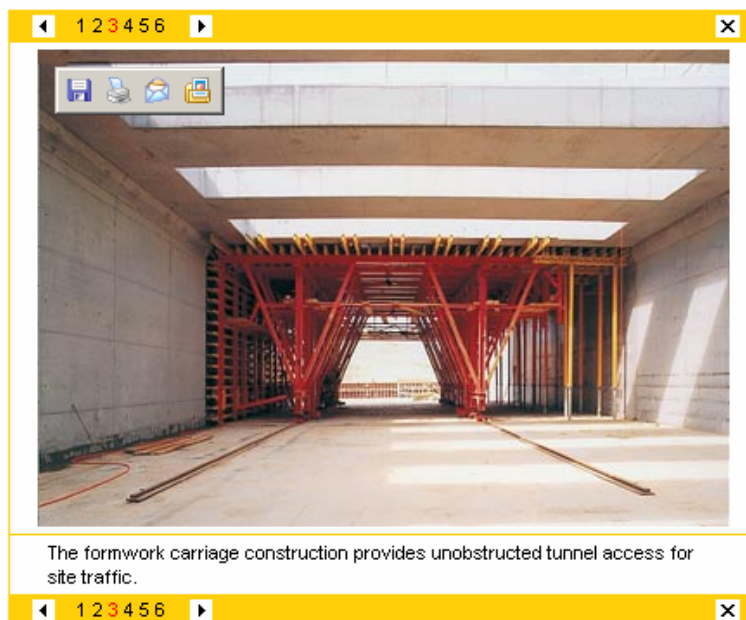 1 2 3 4 5 6
The formwork carriage construction provides unobstructed tunnel access for
site traffic.
1 2 3 4 5 6